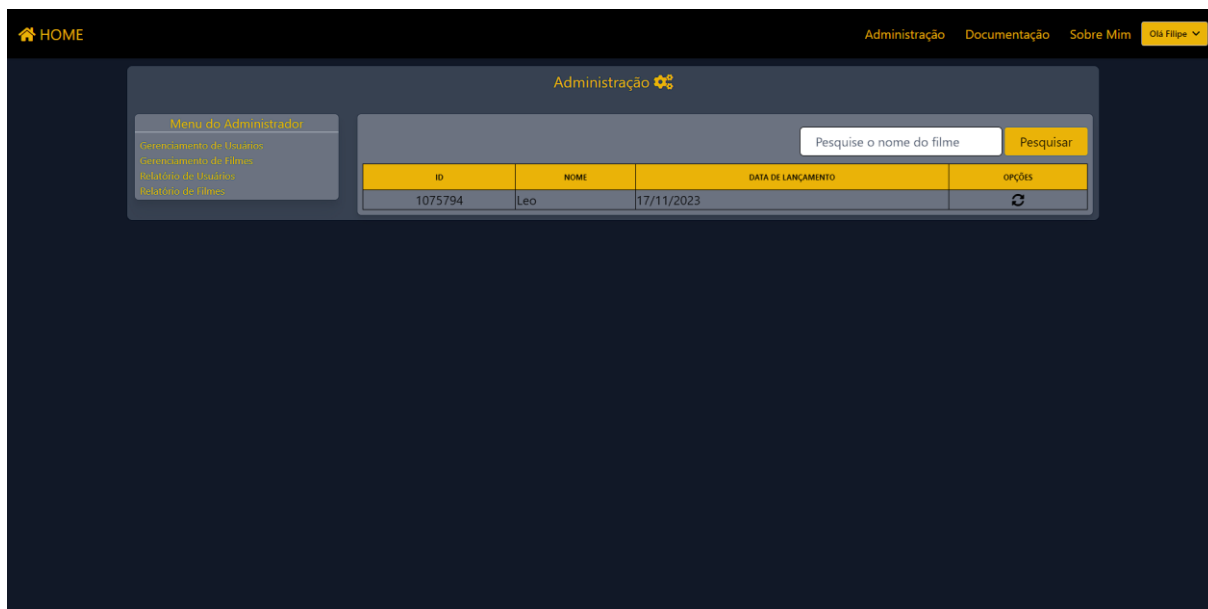 HOME Administração Documentação Sobre Mim Olá Filipe
Administração
Menu do Administrador
Gerenciamento de Usuários
Gerenciamento de Filmes
Relatório de Usuários
Relatório de Filmes
Pesquise o nome do filme Pesquisar
ID NOME DATA DE LANÇAMENTO OPÇÕES
1075794 Leo 17/11/2023